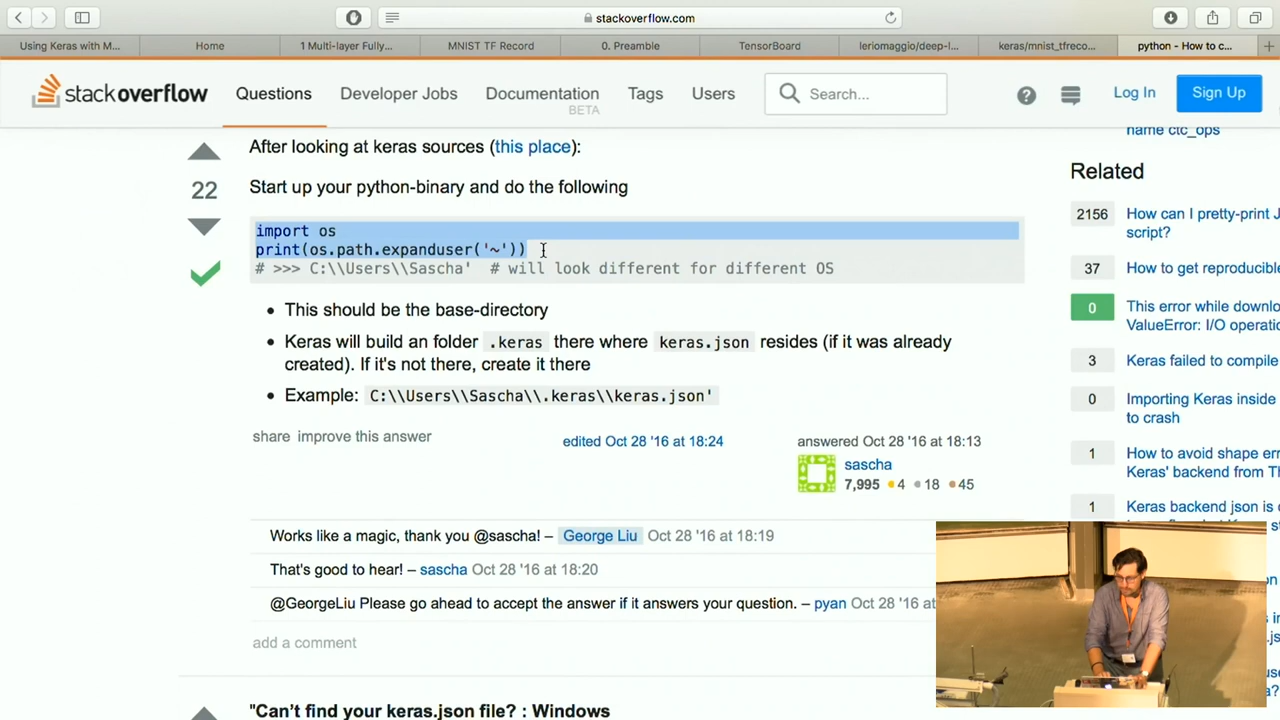 stackoverflow.com
Using Keras with M...
Home
1 Multi-layer Fully...
MNIST TF Record
0. Preamble
TensorBoard
leriomaggio/deep-l...
keras/mnist_tfreco...
python - How to c...
stackoverflow
Questions
Developer Jobs
Documentation
BETA
Tags
Users
Search...
Log In
Sign Up
After looking at keras sources (this place):
22
Start up your python-binary and do the following
import os
print(os.path.expanduser('~'))
# >>> C:\\Users\\Sascha'  # will look different for different OS
• This should be the base-directory
• Keras will build an folder .keras there where keras.json resides (if it was already
created). If it's not there, create it there
• Example: C:\\Users\\Sascha\\.keras\\keras.json'
share improve this answer
edited Oct 28 '16 at 18:24
answered Oct 28 '16 at 18:13
sascha
7,995 4 18 45
Works like a magic, thank you @sascha! – George Liu Oct 28 '16 at 18:19
That's good to hear! – sascha Oct 28 '16 at 18:20
@GeorgeLiu Please go ahead to accept the answer if it answers your question. – pyan Oct 28 '16 at
add a comment
"Can't find your keras.json file? : Windows
name ctc_ops
Related
2156 How can I pretty-print J
script?
37 How to get reproducible
0 This error while downlo
ValueError: I/O operatio
3 Keras failed to compile
0 Importing Keras inside
to crash
1 How to avoid shape err
Keras' backend from Th
1 Keras backend json is c